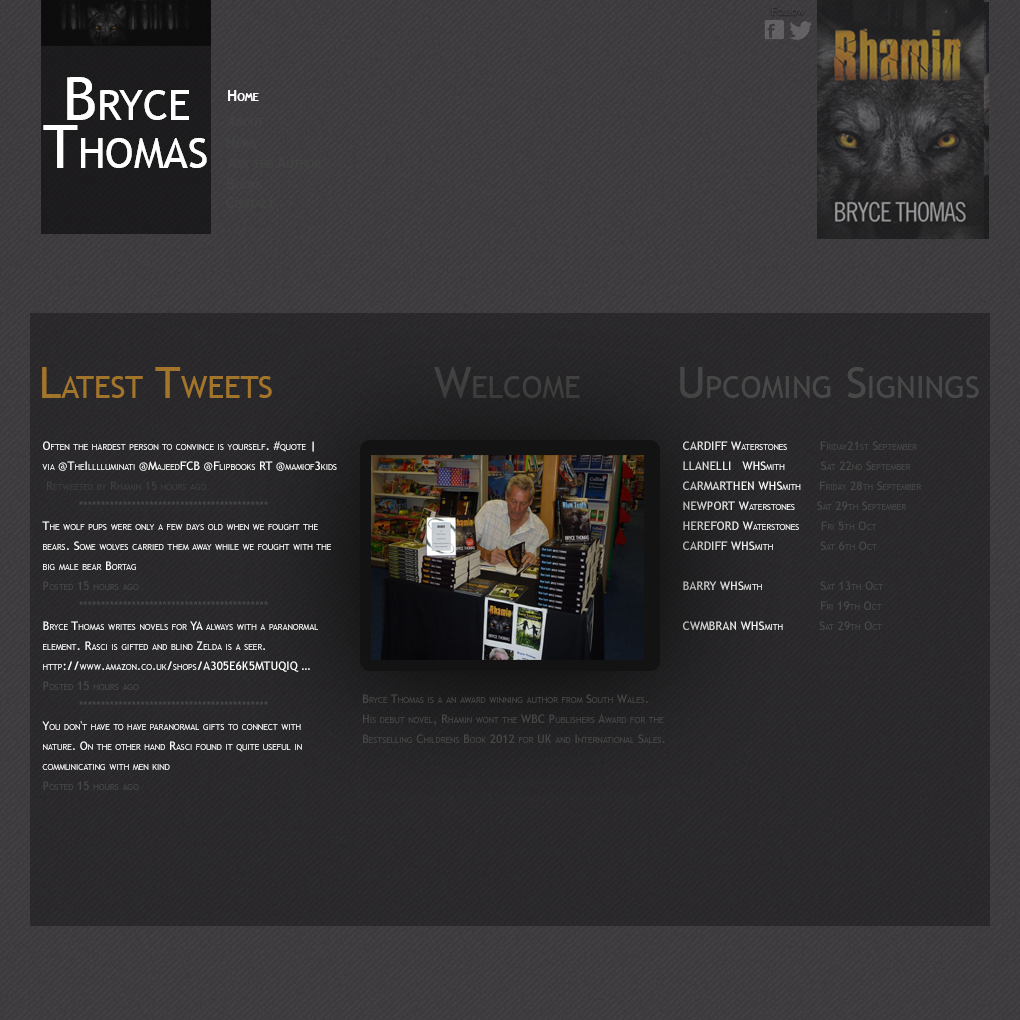 Follow
Rhamin
BRYCE THOMAS
Bryce
Thomas
Home
Author
Latest Tweets
Often the hardest person to convince is yourself. #quote |
via @TheIllluminati @MajeedFCB @Flipbooks RT @mamiof3kids
Retweeted by Rhamin 15 hours ago
******************************************
The wolf pups were only a few days old when we fought the
bears. Some wolves carried them away while we fought with the
big male bear Bortag
Posted 15 hours ago
******************************************
Bryce Thomas writes novels for YA always with a paranormal
element. Rasci is gifted and blind Zelda is a seer.
http://www.amazon.co.uk/shops/A305E6K5MTUQIQ ...
Posted 15 hours ago
******************************************
You don't have to have paranormal gifts to connect with
nature. On the other hand Rasci found it quite useful in
communicating with men kind
Posted 15 hours ago
Welcome
Rhamin
BRYCE THOMAS
Bryce Thomas is a an award winning author from South Wales.
His debut novel, Rhamin wont the WBC Publishers Award for the
Bestselling Childrens Book 2012 for UK and International Sales.
Upcoming Signings
CARDIFF Waterstones Friday21st September
LLANELLI WHSmith Sat 22nd September
CARMARTHEN WHSmith Friday 28th September
NEWPORT Waterstones Sat 29th September
HEREFORD Waterstones Fri 5th Oct
CARDIFF WHSmith Sat 6th Oct
BARRY WHSmith Sat 13th Oct
Fri 19th Oct
CWMBRAN WHSmith Sat 29th Oct